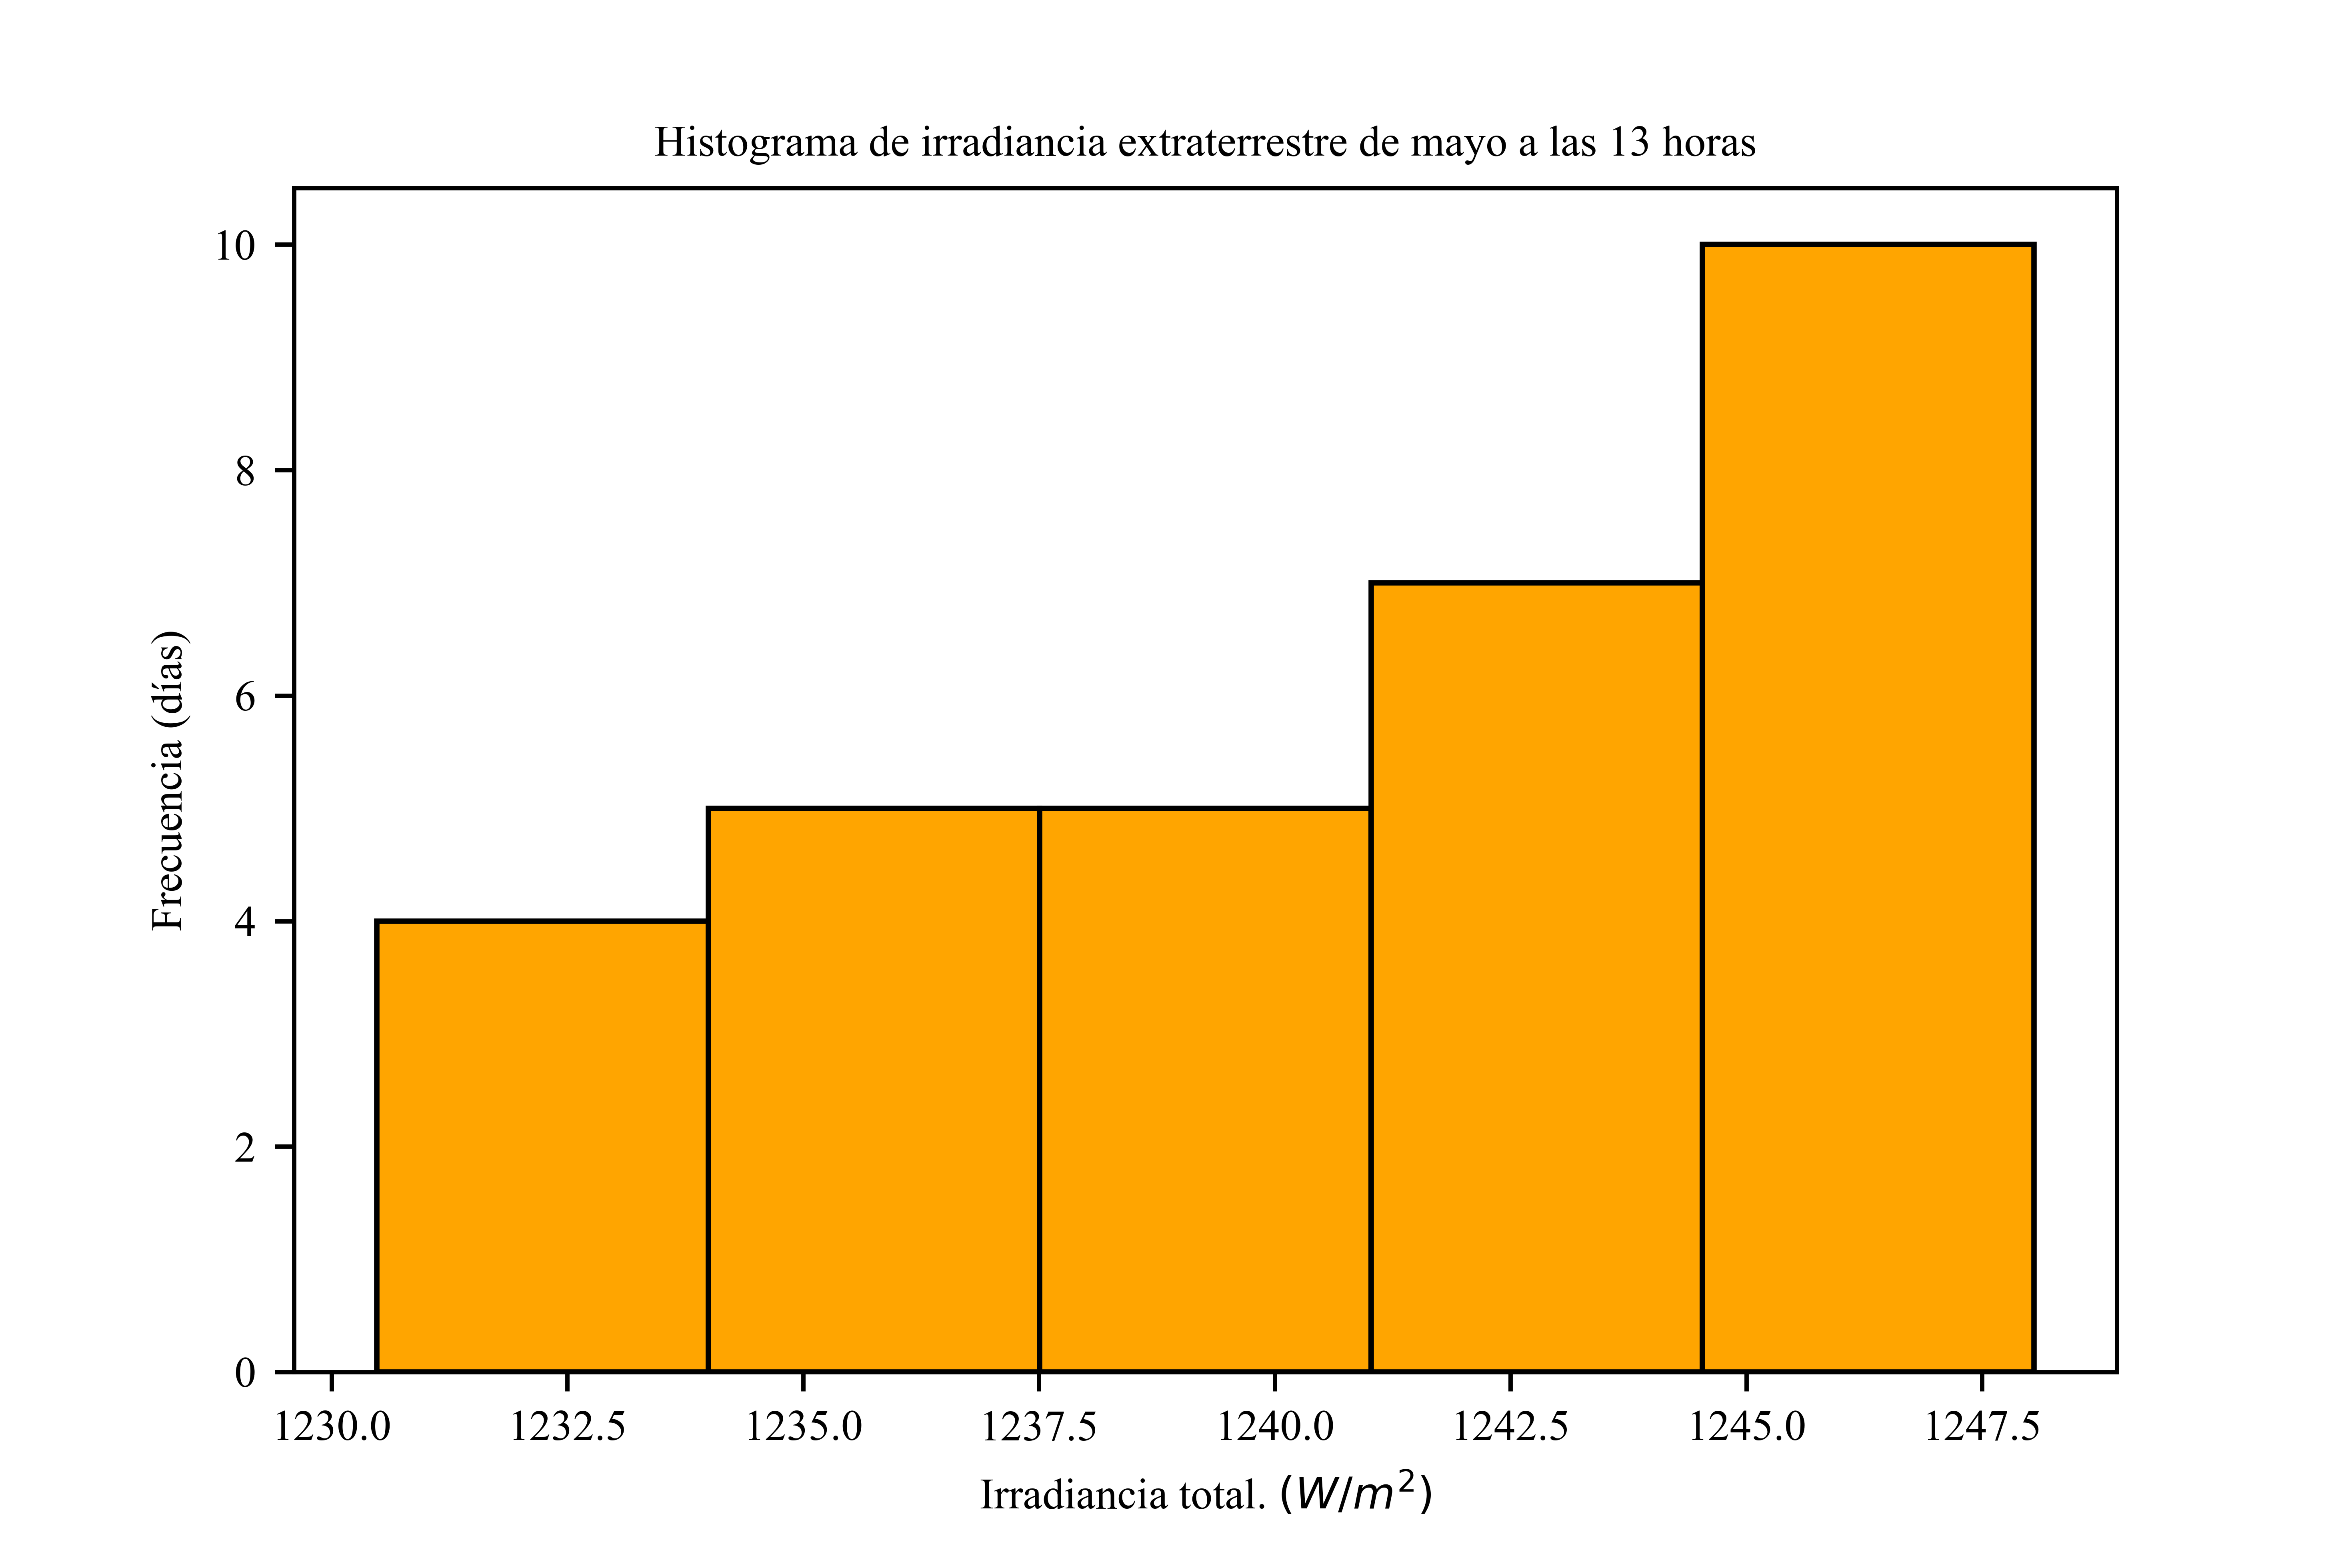 Histograma de irradiancia extraterrestre de mayo a las 13 horas
10
8
6
4
2
0
Frecuencia (días)
1230.0 1232.5 1235.0 1237.5 1240.0 1242.5 1245.0 1247.5
Irradiancia total. (W/m²)